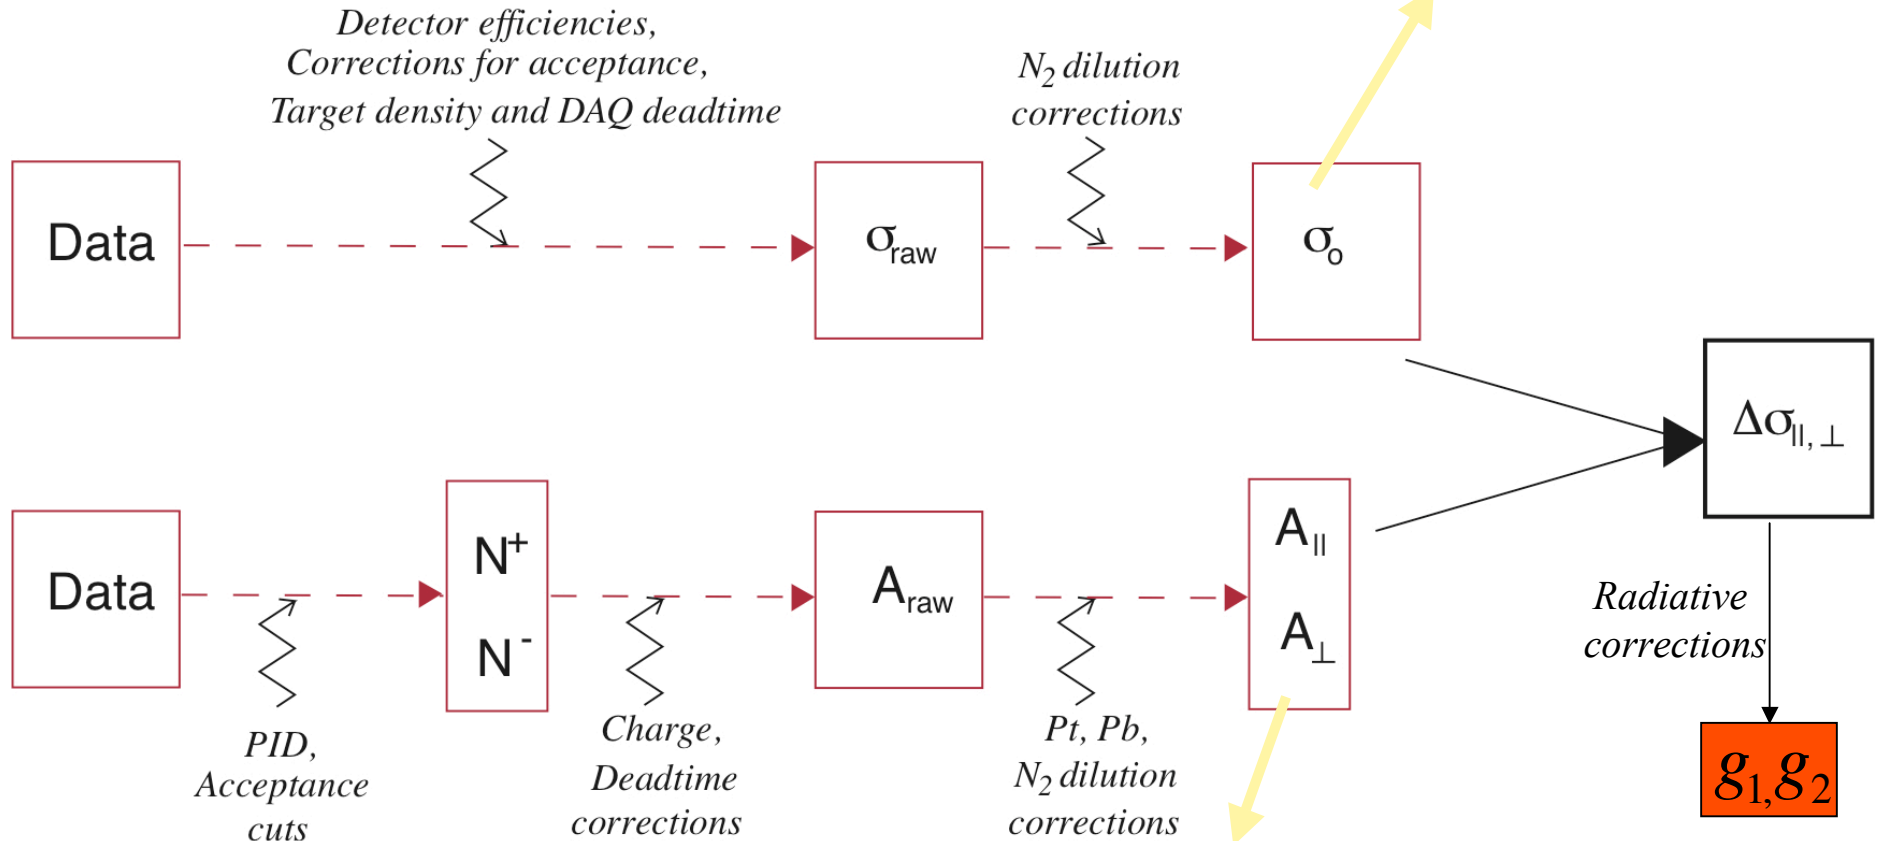 Detector efficiencies,
Corrections for acceptance,
Target density and DAQ deadtime
N2 dilution
corrections
Data
σraw
σo
Δσ||,⊥
Data
N+
N-
Araw
A||
A⊥
PID,
Acceptance
cuts
Charge,
Deadtime
corrections
Pt, Pb,
N2 dilution
corrections
Radiative
corrections
g1,g2